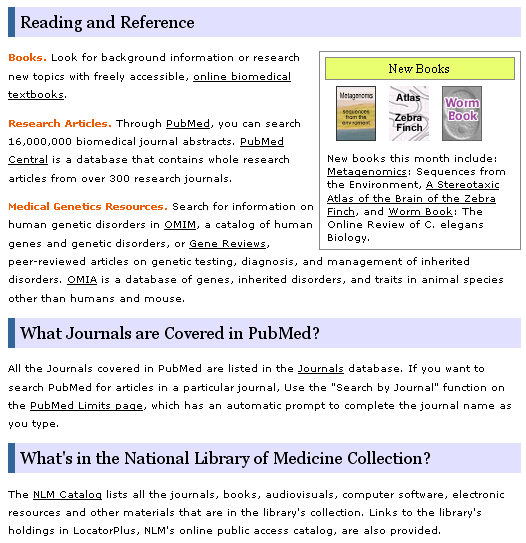 Reading and Reference
Books. Look for background information or research
new topics with freely accessible, online biomedical
textbooks.
Research Articles. Through PubMed, you can search
16,000,000 biomedical journal abstracts. PubMed
Central is a database that contains whole research
articles from over 300 research journals.
Medical Genetics Resources. Search for information on
human genetic disorders in OMIM, a catalog of human
genes and genetic disorders, or Gene Reviews,
peer-reviewed articles on genetic testing, diagnosis, and management of inherited
disorders. OMIA is a database of genes, inherited disorders, and traits in animal species
other than humans and mouse.
New Books
Metagenomis
sequences from
the environment
Atlas
Zebra
Finch
Worm
Book
New books this month include:
Metagenomics: Sequences from
the Environment, A Stereotaxic
Atlas of the Brain of the Zebra
Finch, and Worm Book: The
Online Review of C. elegans
Biology.
What Journals are Covered in PubMed?
All the Journals covered in PubMed are listed in the Journals database. If you want to
search PubMed for articles in a particular journal, Use the "Search by Journal" function on
the PubMed Limits page, which has an automatic prompt to complete the journal name as
you type.
What's in the National Library of Medicine Collection?
The NLM Catalog lists all the journals, books, audiovisuals, computer software, electronic
resources and other materials that are in the library's collection. Links to the library's
holdings in LocatorPlus, NLM's online public access catalog, are also provided.